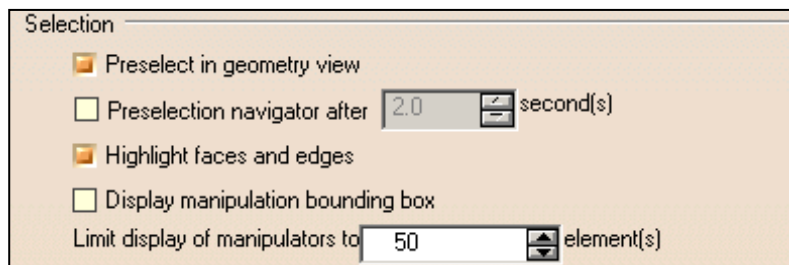 Selection
Preselect in geometry view
Preselection navigator after 2.0 second(s)
Highlight faces and edges
Display manipulation bounding box
Limit display of manipulators to 50 element(s)